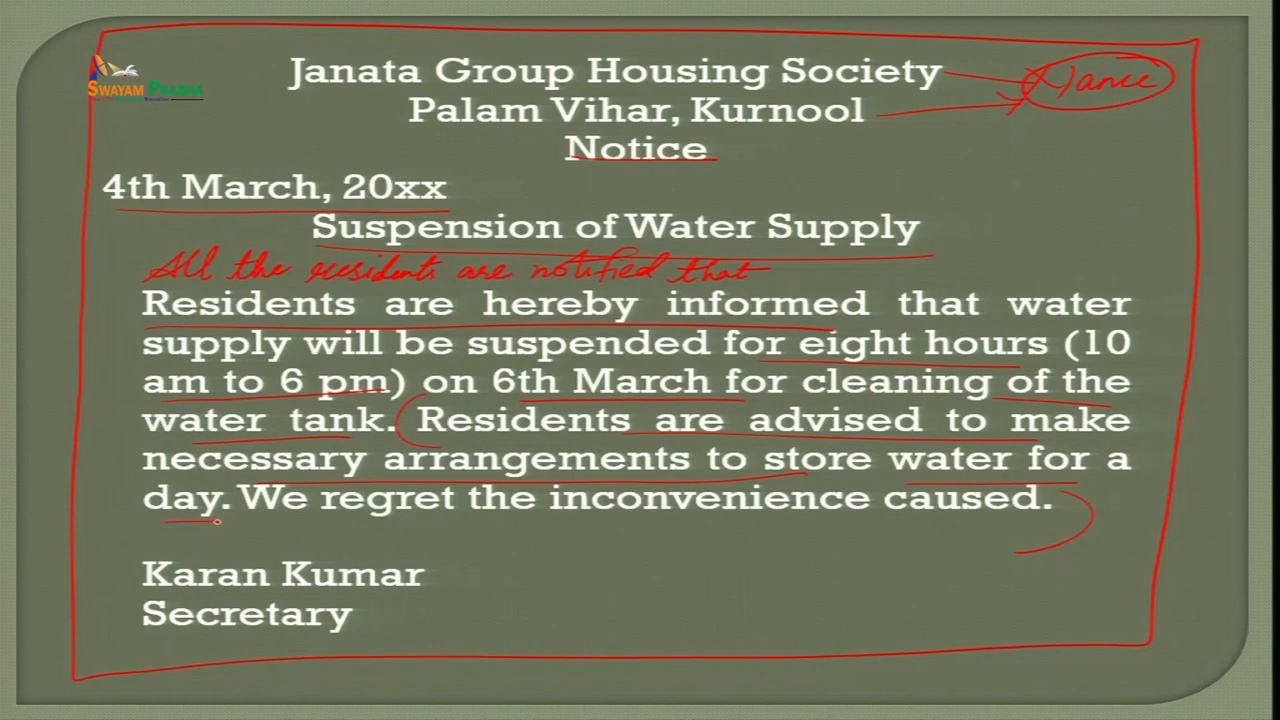 Janata Group Housing Society
Name
SWAYAM PRABHA
Palam Vihar, Kurnool
Notice
4th March, 20xx
Suspension of Water Supply
All the residents are notified that
Residents are hereby informed that water
supply will be suspended for eight hours (10
am to 6 pm) on 6th March for cleaning of the
water tank. Residents are advised to make
necessary arrangements to store water for a
day. We regret the inconvenience caused.
Karan Kumar
Secretary